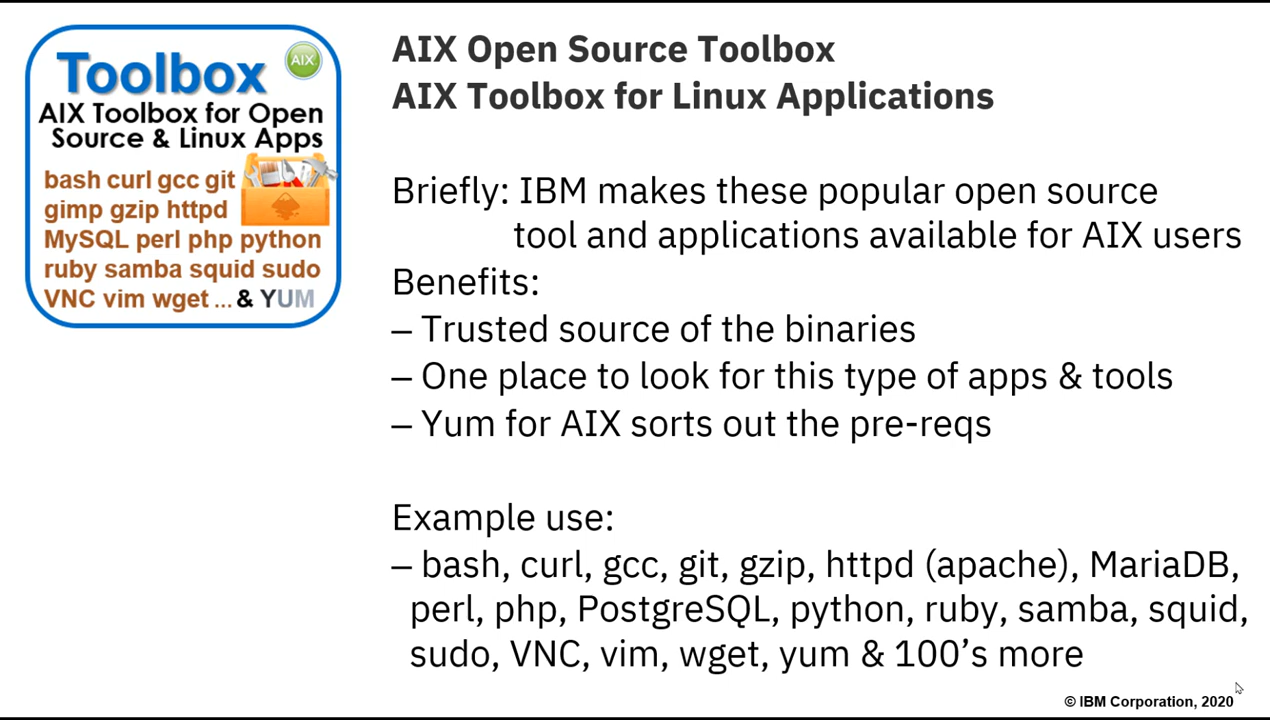 Toolbox
AIX
AIX Toolbox for Open
Source & Linux Apps
bash curl gcc git
gimp gzip httpd
MySQL perl php python
ruby samba squid sudo
VNC vim wget ... & YUM
AIX Open Source Toolbox
AIX Toolbox for Linux Applications
Briefly: IBM makes these popular open source
tool and applications available for AIX users
Benefits:
– Trusted source of the binaries
– One place to look for this type of apps & tools
– Yum for AIX sorts out the pre-reqs
Example use:
– bash, curl, gcc, git, gzip, httpd (apache), MariaDB,
perl, php, PostgreSQL, python, ruby, samba, squid,
sudo, VNC, vim, wget, yum & 100’s more
© IBM Corporation, 2020